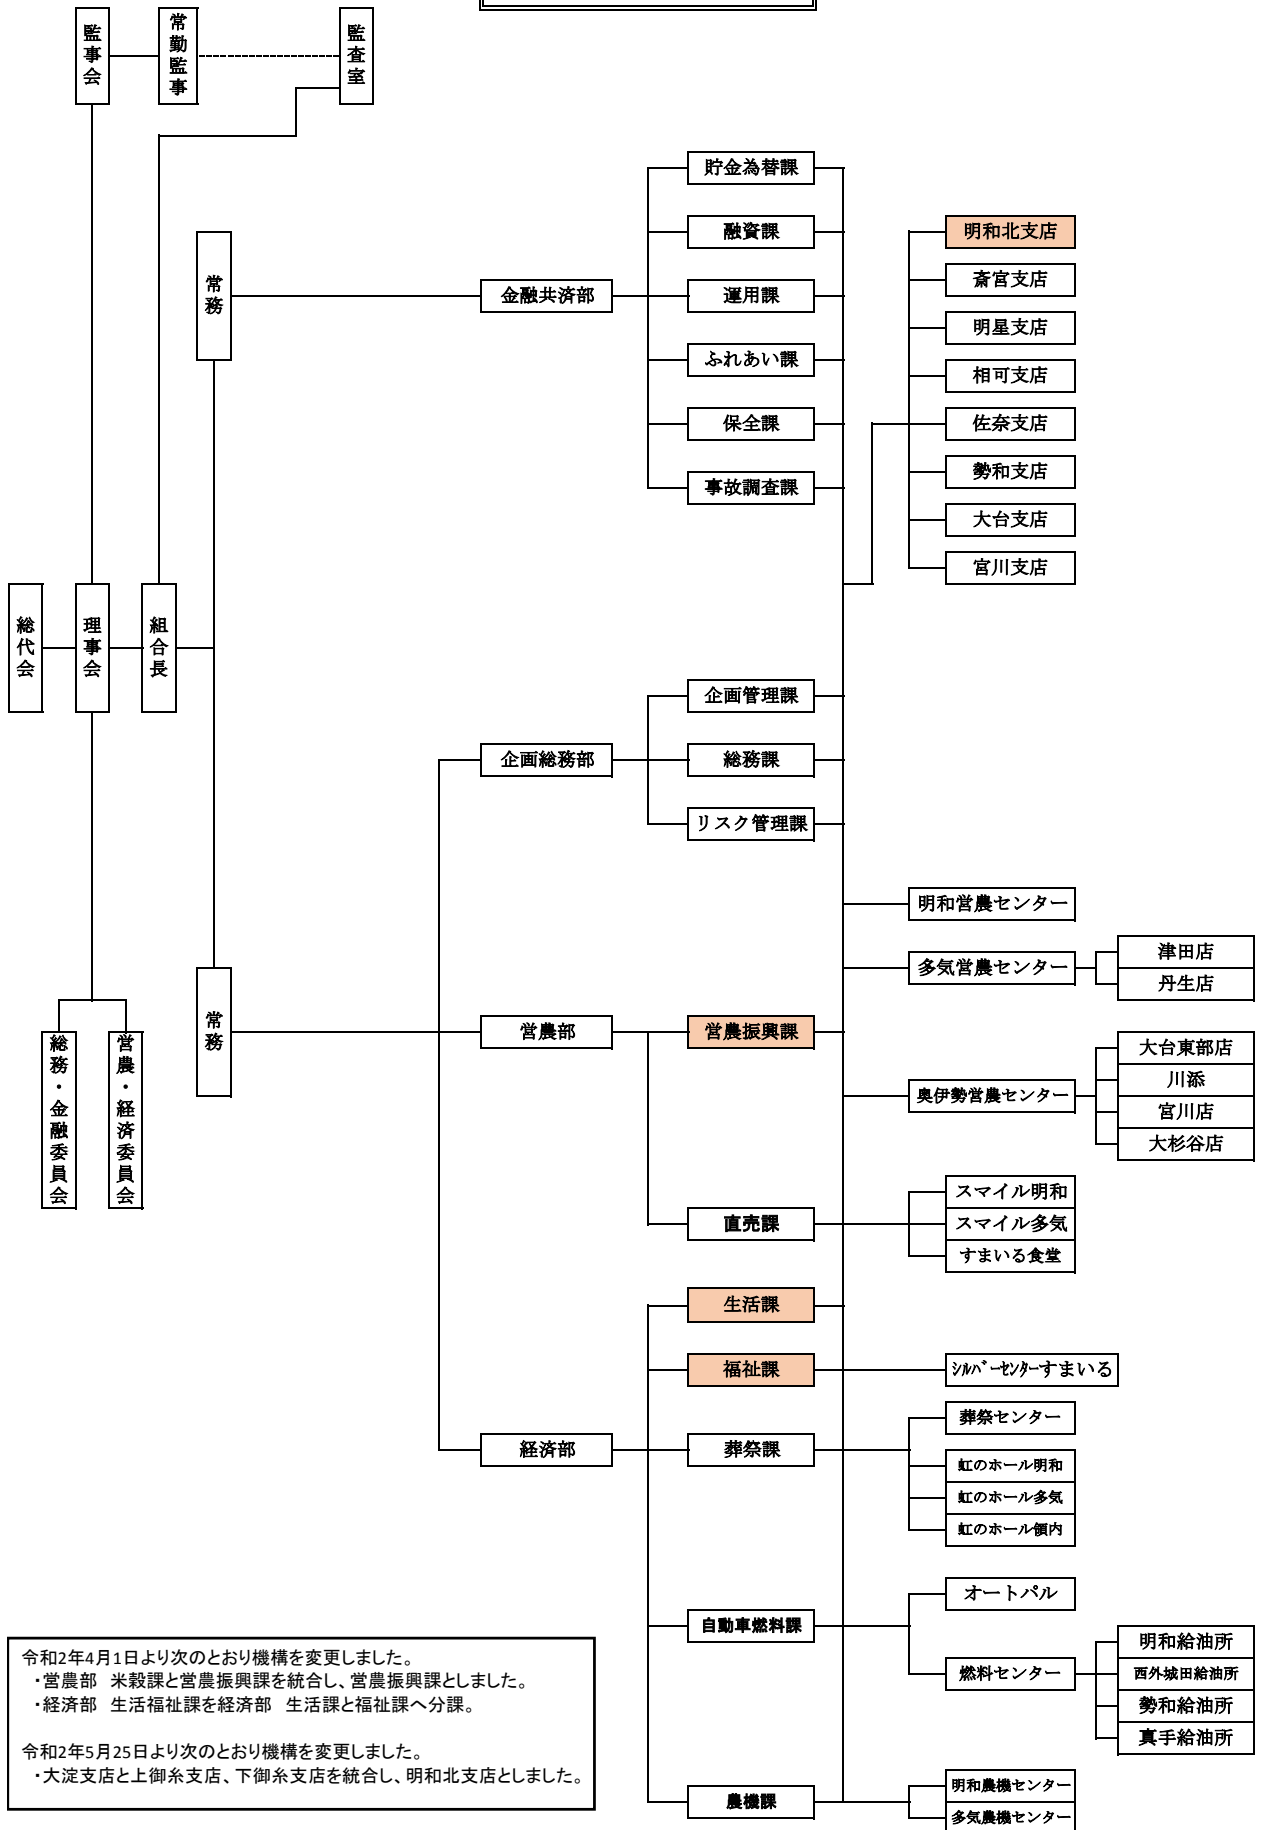 監事会
常勤監事
監査室
貯金為替課
融資課
運用課
ふれあい課
保全課
事故調査課
常務
金融共済部
明和北支店
斎宮支店
明星支店
相可支店
佐奈支店
勢和支店
大台支店
宮川支店
総代会
理事会
組合長
企画管理課
企画総務部
総務課
リスク管理課
明和営農センター
多気営農センター
津田店
丹生店
常務
営農部
営農振興課
奥伊勢営農センター
大台東部店
川添
宮川店
大杉谷店
総務・金融委員会
営農・経済委員会
直売課
スマイル明和
スマイル多気
すまいる食堂
生活課
福祉課
シルバーセンターすまいる
経済部
葬祭課
葬祭センター
虹のホール明和
虹のホール多気
虹のホール領内
自動車燃料課
オートパル
燃料センター
明和給油所
西外城田給油所
勢和給油所
真手給油所
農機課
明和農機センター
多気農機センター
令和2年4月1日より次のとおり機構を変更しました。
・営農部 米穀課と営農振興課を統合し、営農振興課としました。
・経済部 生活福祉課を経済部 生活課と福祉課へ分課。
令和2年5月25日より次のとおり機構を変更しました。
・大淀支店と上御糸支店、下御糸支店を統合し、明和北支店としました。